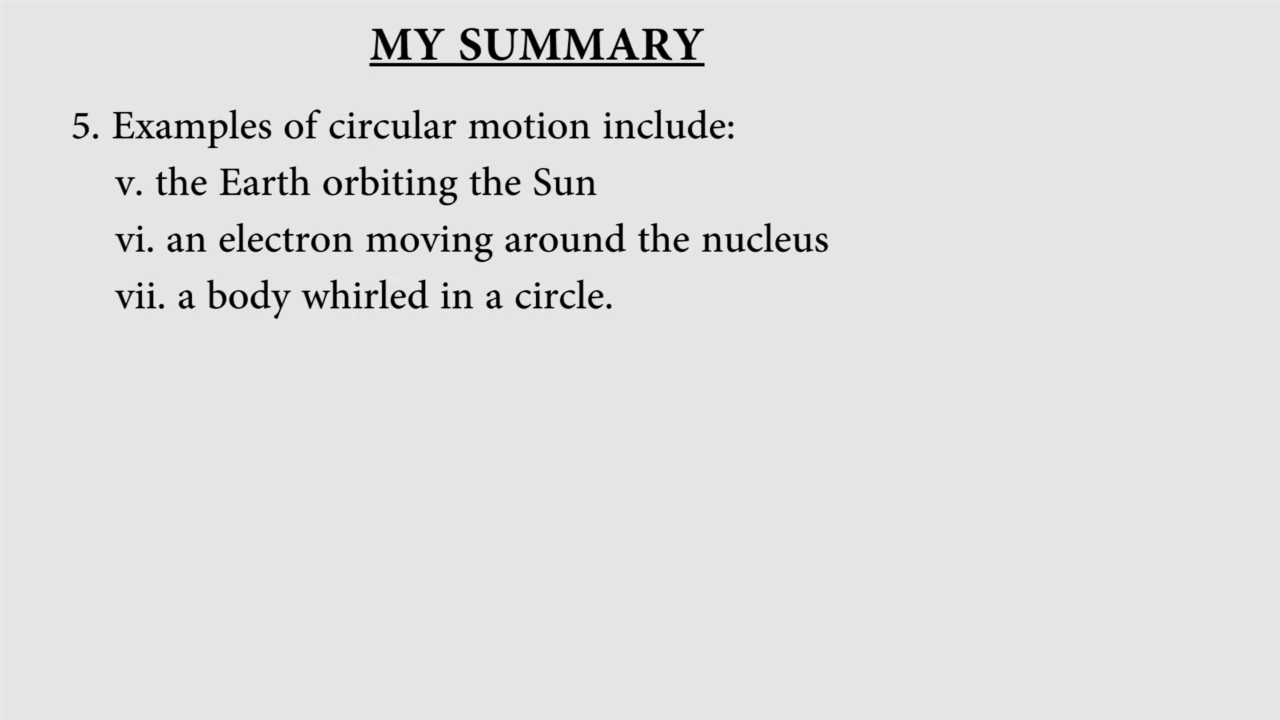 MY SUMMARY
5. Examples of circular motion include:
v. the Earth orbiting the Sun
vi. an electron moving around the nucleus
vii. a body whirled in a circle.